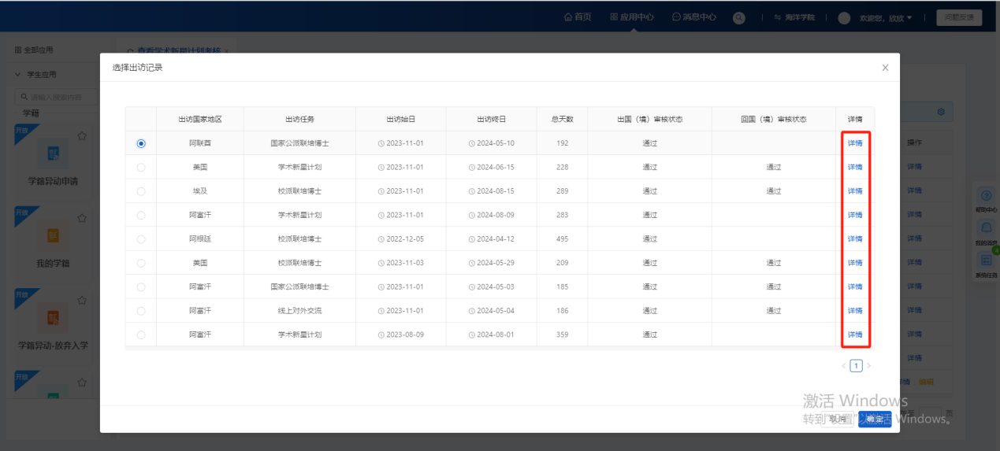 首页 应用中心 消息中心 海洋学院 欢迎您，欣欣 问题反馈
全部应用 查看学术新星计划考核
学生应用
请输入搜索内容
学籍
开放
学籍异动申请
开放
我的学籍
开放
学籍异动-放弃入学
开放
选择出访记录
出访国家地区 出访任务 出访始日 出访终日 总天数 出国（境）审核状态 回国（境）审核状态 详情
阿联酋 国家公派联培博士 2023-11-01 2024-05-10 192 通过 详情
美国 学术新星计划 2023-11-01 2024-06-15 228 通过 通过 详情
埃及 校派联培博士 2023-11-01 2024-08-15 289 通过 通过 详情
阿富汗 学术新星计划 2023-11-01 2024-08-09 283 通过 详情
阿根廷 校派联培博士 2022-12-05 2024-04-12 495 通过 详情
美国 校派联培博士 2023-11-03 2024-05-29 209 通过 通过 详情
阿富汗 国家公派联培博士 2023-11-01 2024-05-03 185 通过 通过 详情
阿富汗 线上对外交流 2023-11-01 2024-05-04 186 通过 通过 详情
阿富汗 学术新星计划 2023-08-09 2024-08-01 359 通过 详情
1
取消 确定
操作
详情
详情
详情
详情
详情
详情
详情
详情
详情
详情 编辑
页
帮助中心
我的消息
4
系统任务
激活 Windows
转到"设置"以激活 Windows。